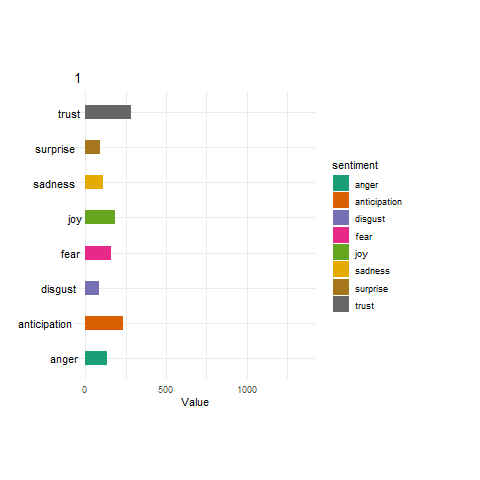 1
trust
surprise
sadness
joy
fear
disgust
anticipation
anger
0 500 1000
Value
sentiment
anger
anticipation
disgust
fear
joy
sadness
surprise
trust